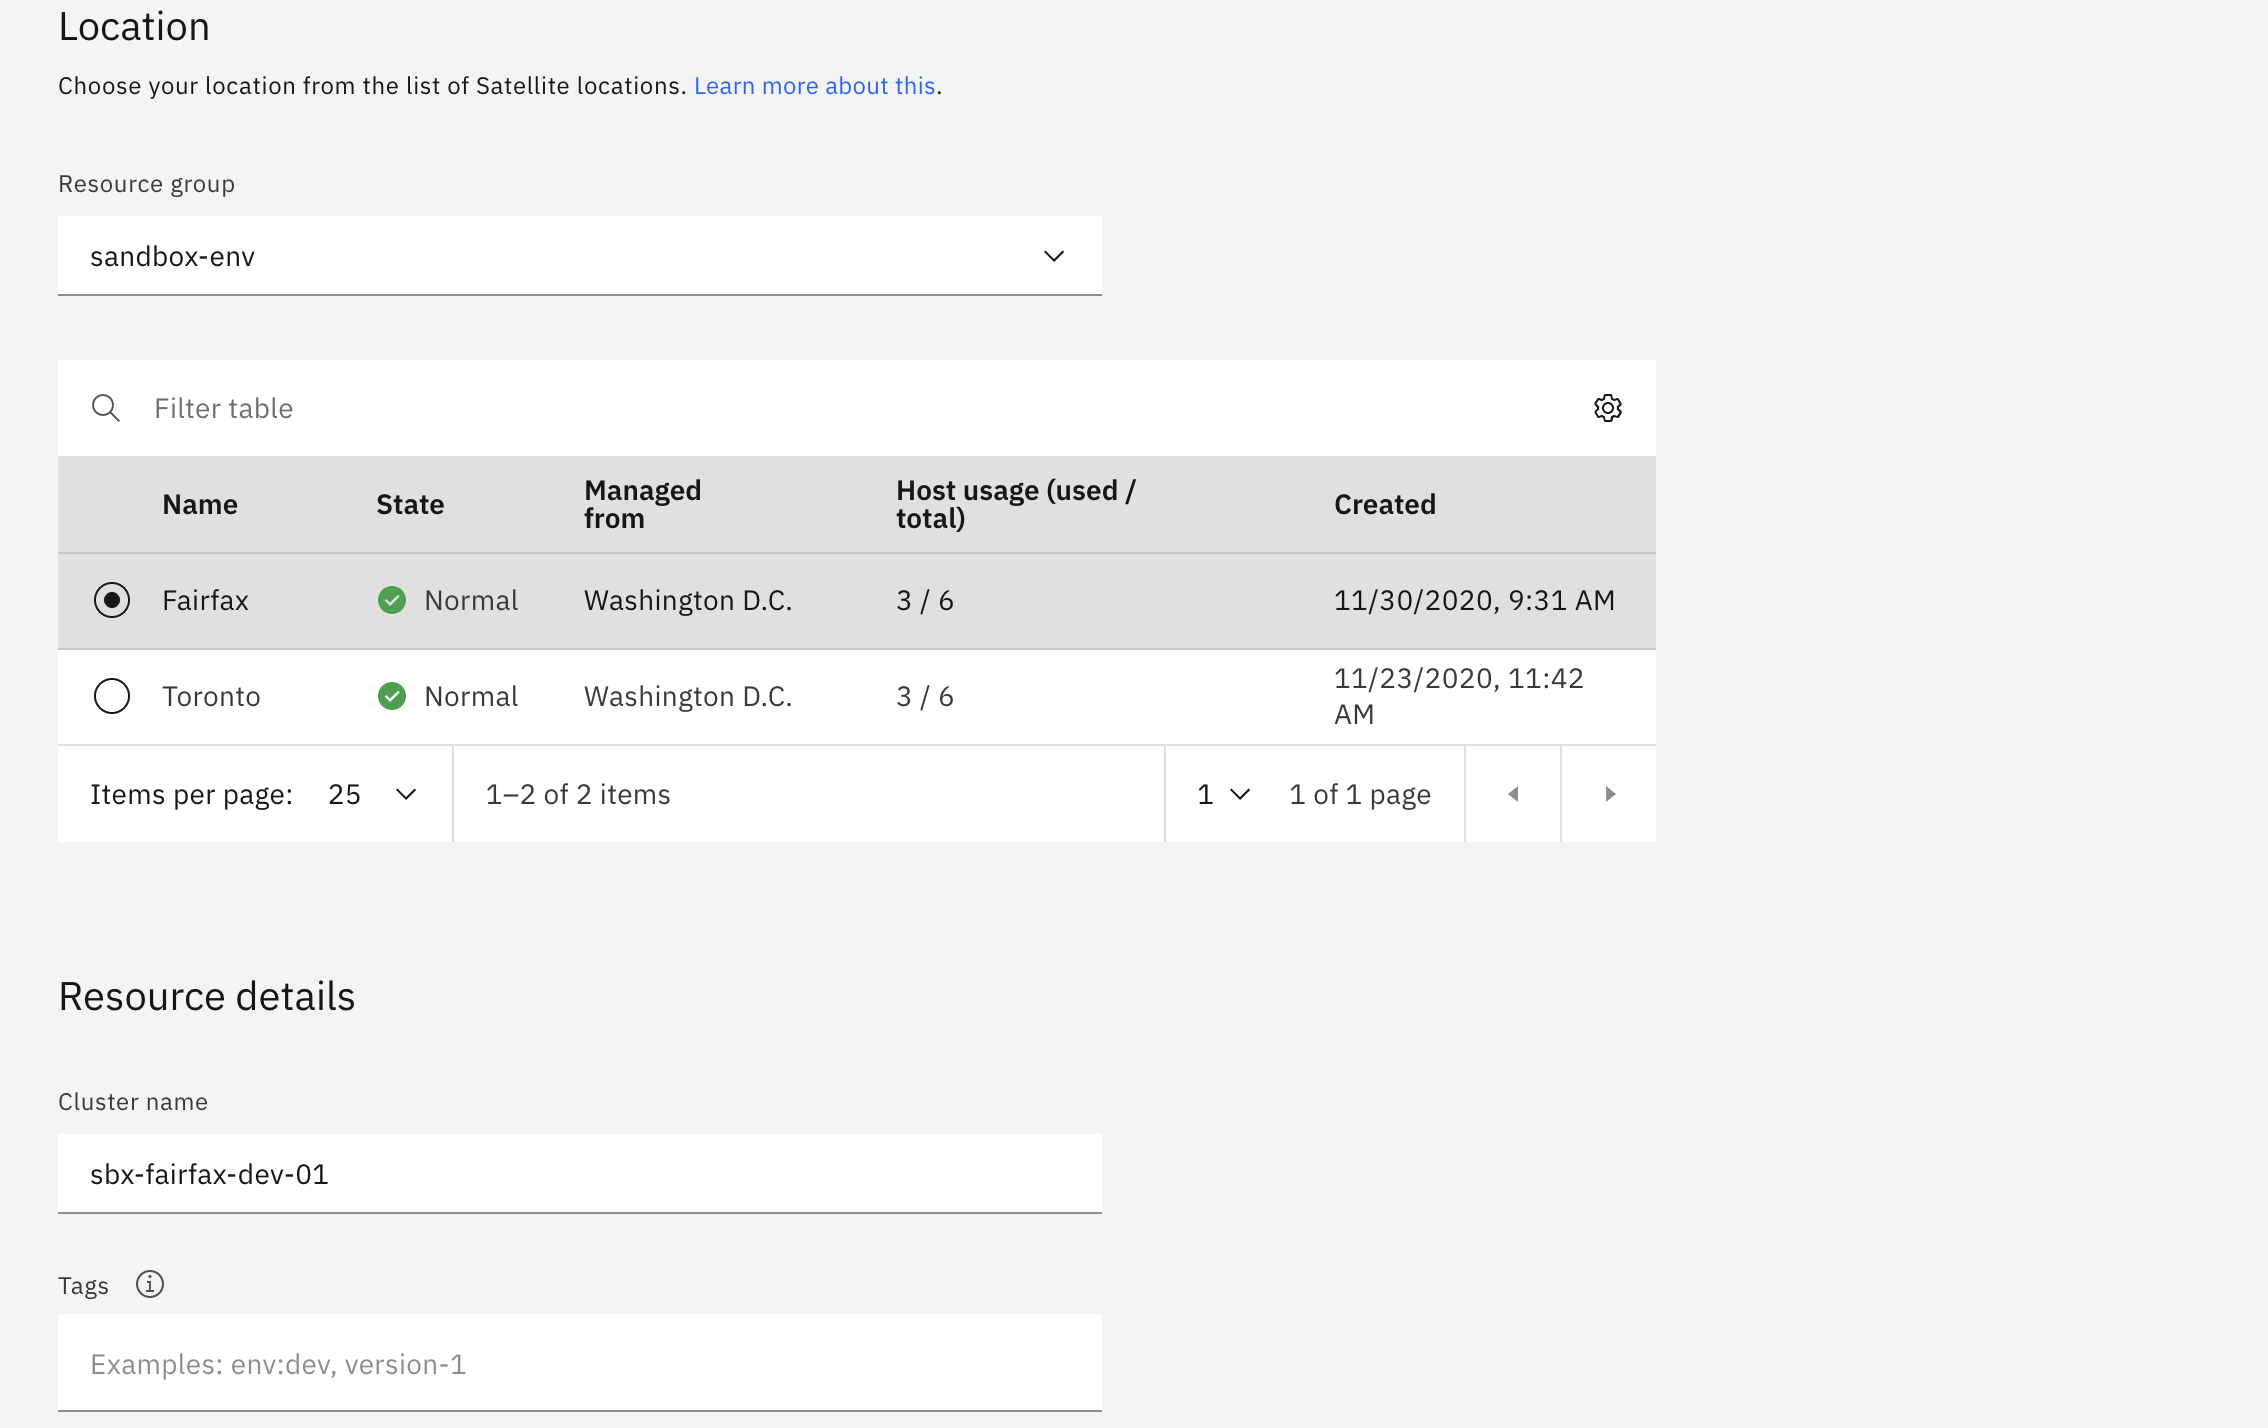 Location
Choose your location from the list of Satellite locations. Learn more about this.
Resource group
sandbox-env
Filter table
Name State Managed from Host usage (used / total) Created
Fairfax Normal Washington D.C. 3 / 6 11/30/2020, 9:31 AM
Toronto Normal Washington D.C. 3 / 6 11/23/2020, 11:42 AM
Items per page: 25 1–2 of 2 items 1 1 of 1 page
Resource details
Cluster name
sbx-fairfax-dev-01
Tags
Examples: env:dev, version-1